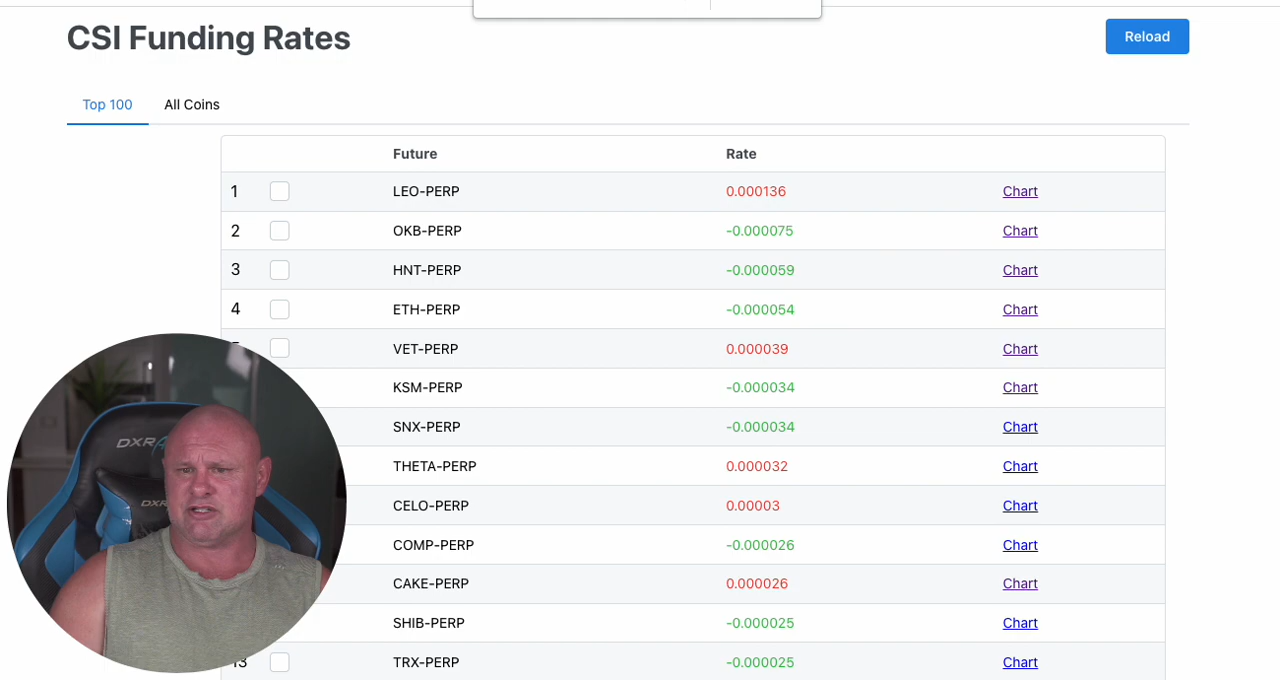 CSI Funding Rates
Reload
Top 100 All Coins
Future Rate
1 LEO-PERP 0.000136 Chart
2 OKB-PERP -0.000075 Chart
3 HNT-PERP -0.000059 Chart
4 ETH-PERP -0.000054 Chart
VET-PERP 0.000039 Chart
KSM-PERP -0.000034 Chart
SNX-PERP -0.000034 Chart
THETA-PERP 0.000032 Chart
CELO-PERP 0.00003 Chart
COMP-PERP -0.000026 Chart
CAKE-PERP 0.000026 Chart
SHIB-PERP -0.000025 Chart
13 TRX-PERP -0.000025 Chart